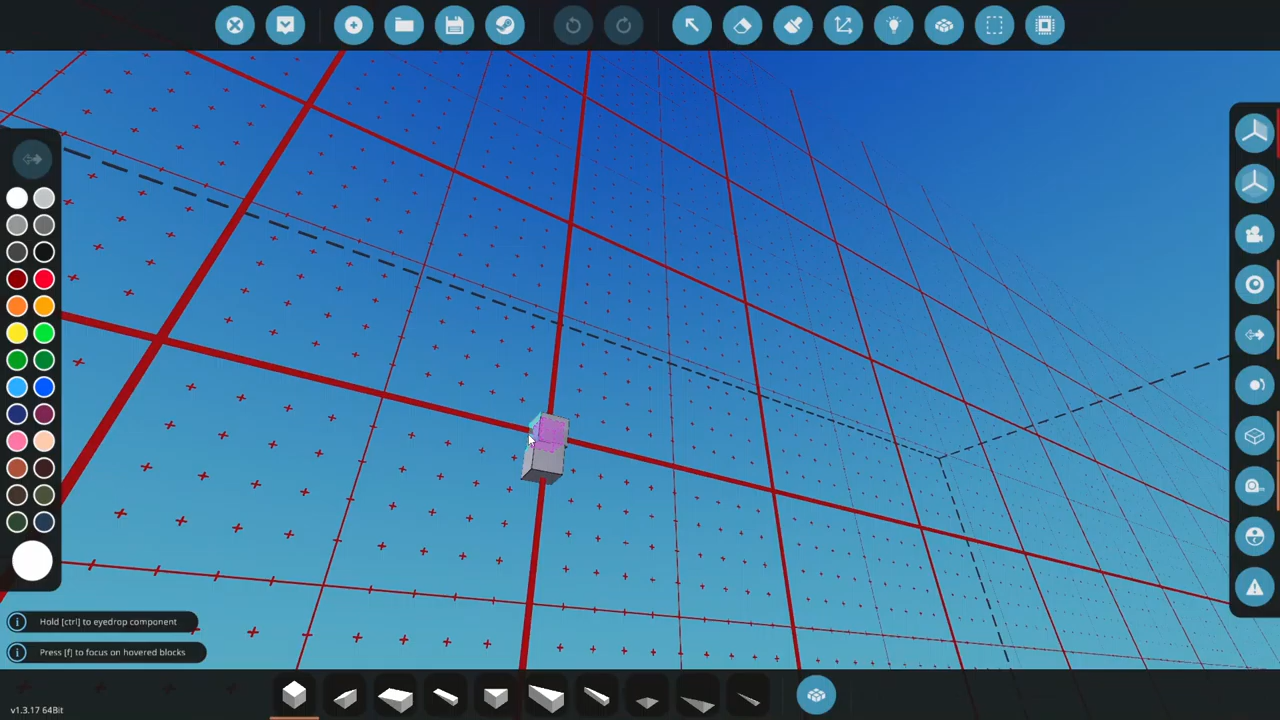 Hold [ctrl] to eyedrop component
Press [f] to focus on hovered blocks
v1.3.17 64Bit